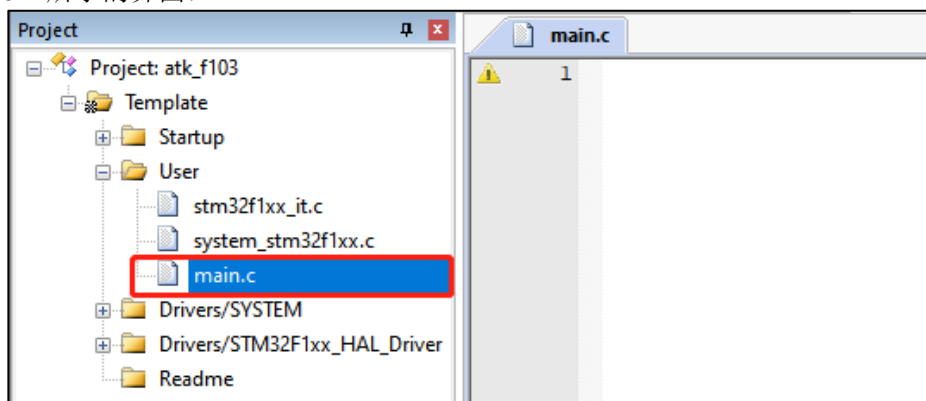 Project
main.c
Project: atk_f103
1
Template
Startup
User
stm32f1xx_it.c
system_stm32f1xx.c
main.c
Drivers/SYSTEM
Drivers/STM32F1xx_HAL_Driver
Readme